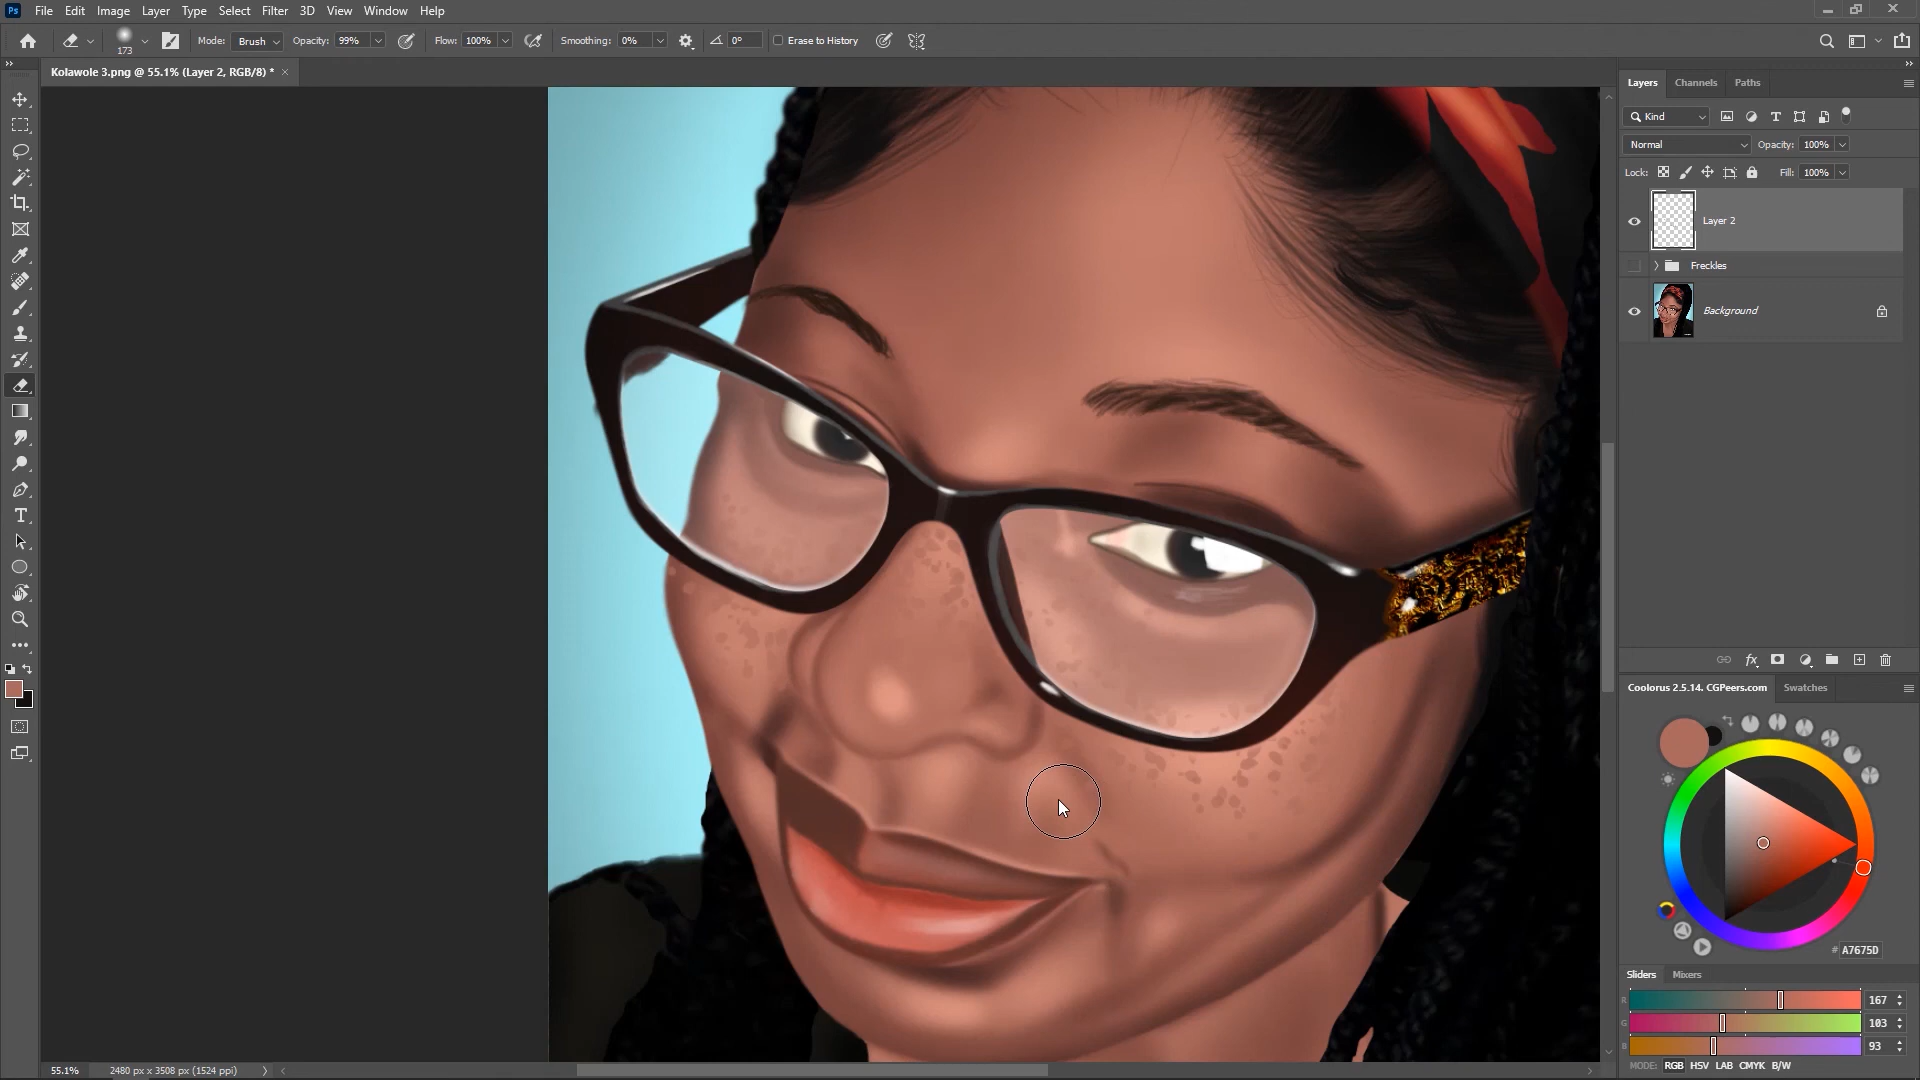 Ps File Edit Image Layer Type Select Filter 3D View Window Help
173 Mode: Brush Opacity: 99% Flow: 100% Smoothing: 0% 0° Erase to History
Kolawole 3.png @ 55.1% (Layer 2, RGB/8) * ×
Layers Channels Paths
Kind
Normal Opacity: 100%
Lock: Fill: 100%
Layer 2
Freckles
Background
fx
Coolorus 2.5.14. CGPeers.com Swatches
# A7675D
Sliders Mixers
R 167
G 103
B 93
MODE: RGB HSV LAB CMYK B/W
55.1% 2480 px x 3508 px (1524 ppi)